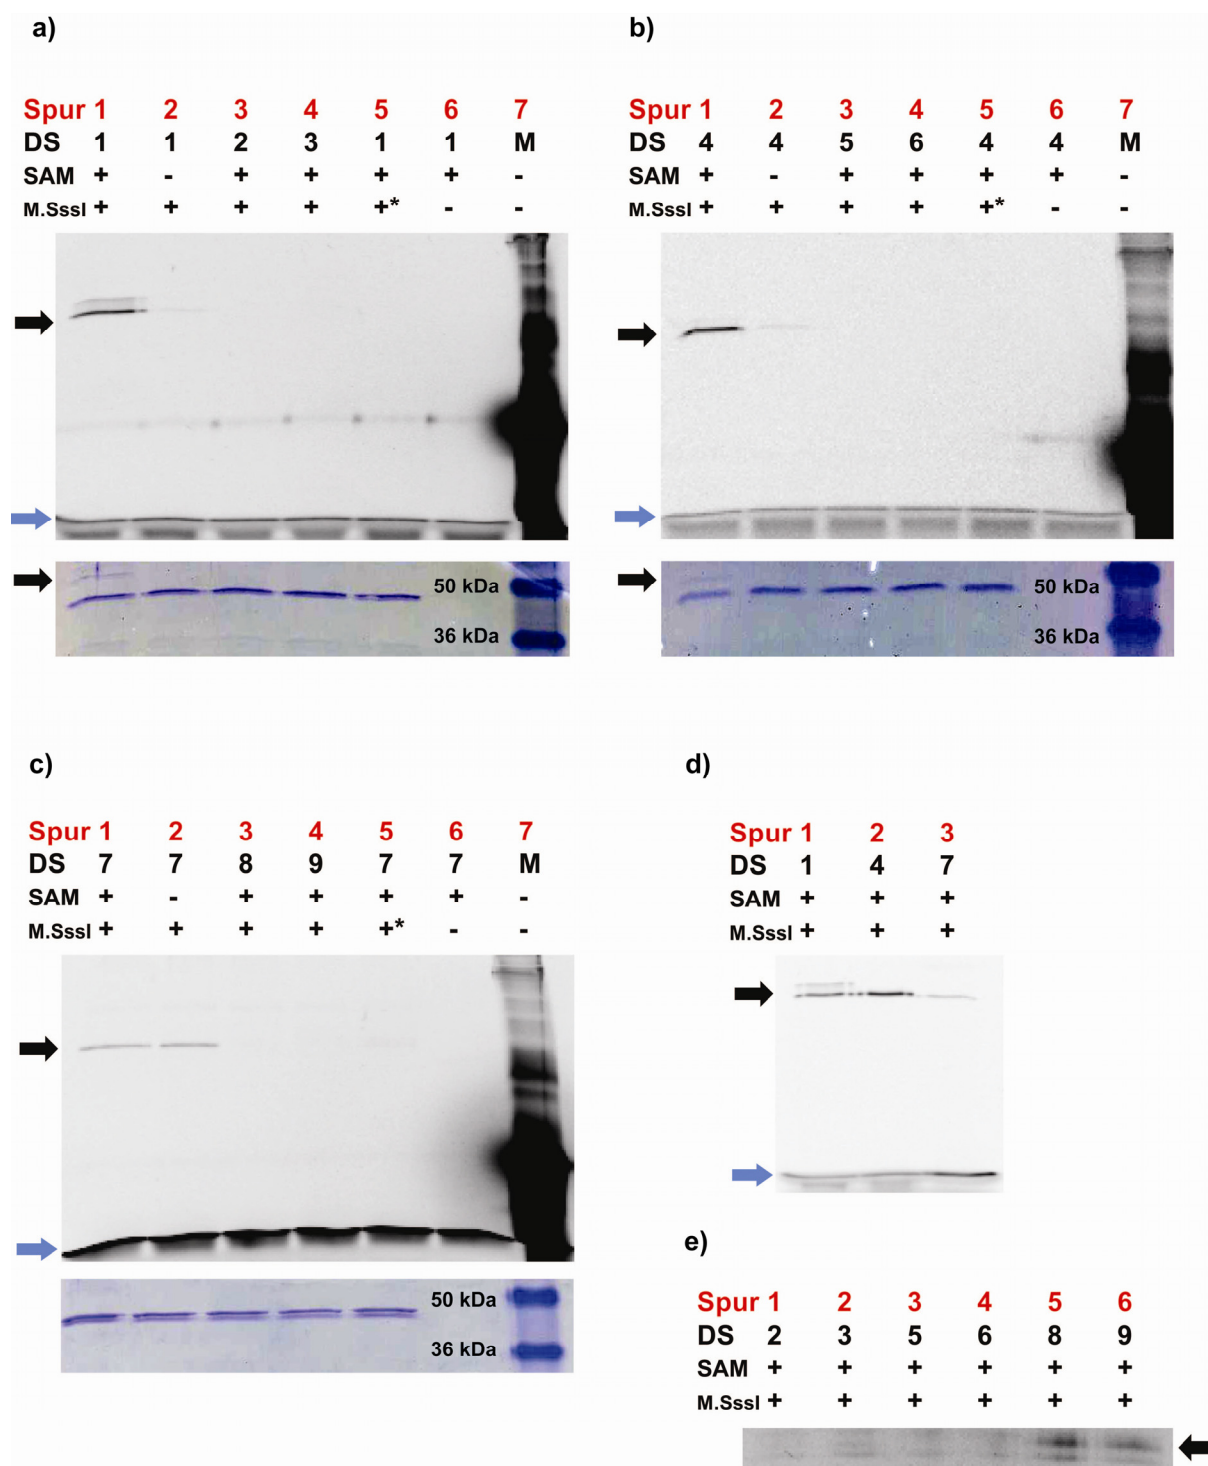 a)
Spur 1 2 3 4 5 6 7
DS 1 1 2 3 1 1 M
SAM + - + + + + -
M.SssI + + + + +* - -
50 kDa
36 kDa
b)
Spur 1 2 3 4 5 6 7
DS 4 4 5 6 4 4 M
SAM + - + + + + -
M.SssI + + + + +* - -
50 kDa
36 kDa
c)
Spur 1 2 3 4 5 6 7
DS 7 7 8 9 7 7 M
SAM + - + + + + -
M.SssI + + + + +* - -
50 kDa
36 kDa
d)
Spur 1 2 3
DS 1 4 7
SAM + + +
M.SssI + + +
e)
Spur 1 2 3 4 5 6
DS 2 3 5 6 8 9
SAM + + + + + +
M.SssI + + + + + +